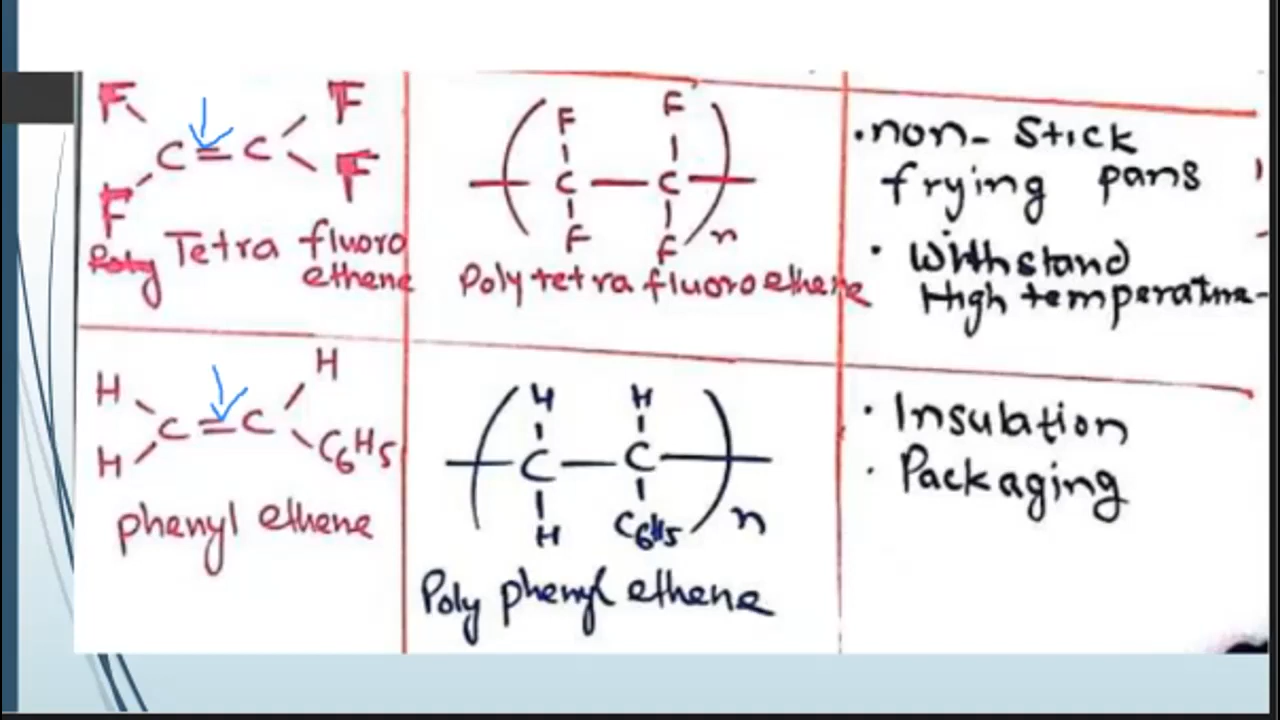 F F
C = C
F F
Poly Tetra fluoro
ethene
F F
C — C
F F n
Poly tetra fluoro ethene
• non - Stick
frying pans
• Withstand
High temperature -
H H
C = C
H C6H5
phenyl ethene
H H
C — C
H C6H5 n
Poly phenyl ethene
• Insulation
• Packaging